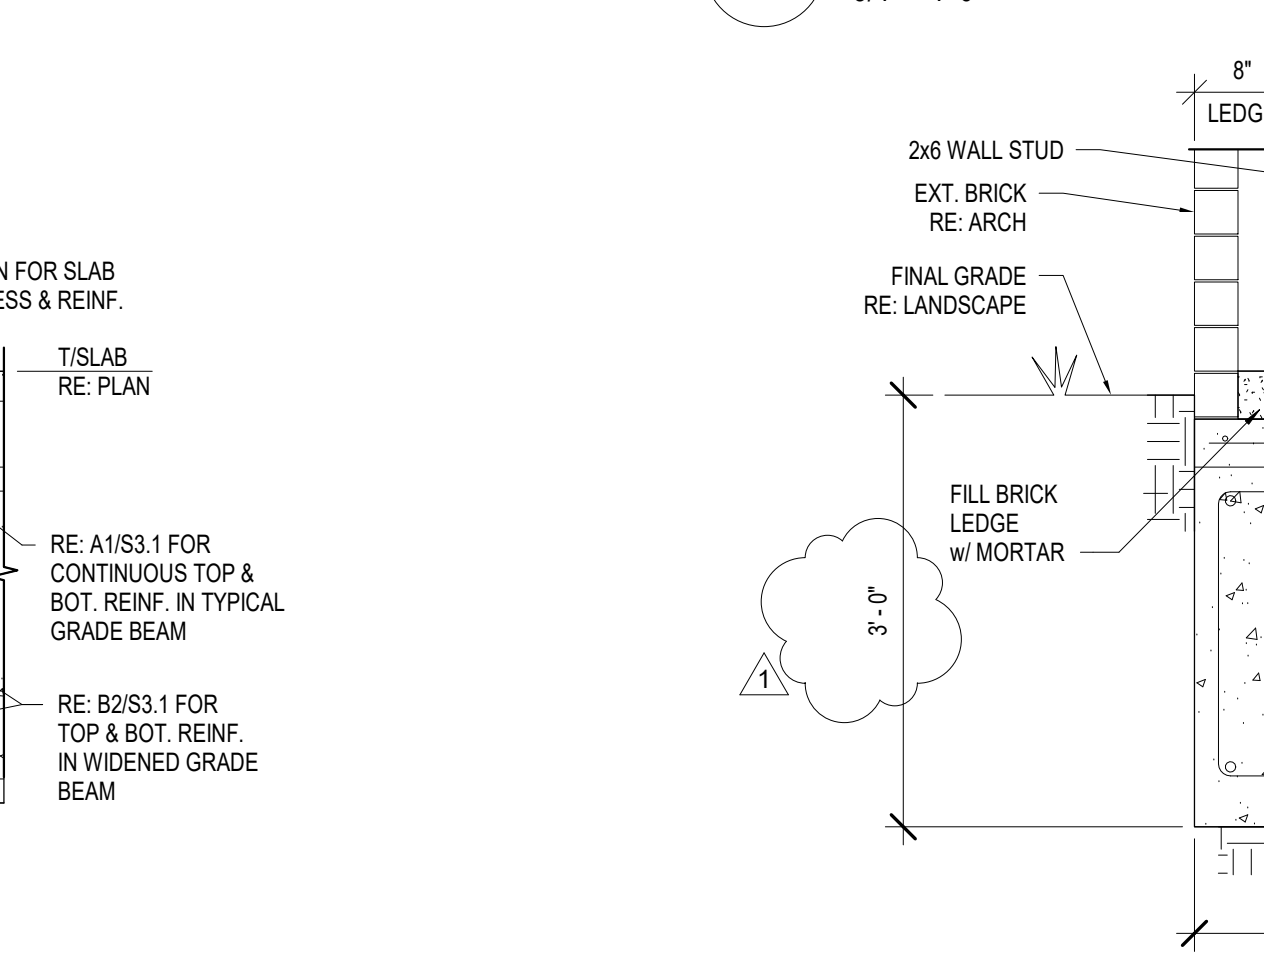 N FOR SLAB
ESS & REINF.
T/SLAB
RE: PLAN
RE: A1/S3.1 FOR
CONTINUOUS TOP &
BOT. REINF. IN TYPICAL
GRADE BEAM
RE: B2/S3.1 FOR
TOP & BOT. REINF.
IN WIDENED GRADE
BEAM
8"
LEDG
2x6 WALL STUD
EXT. BRICK
RE: ARCH
FINAL GRADE
RE: LANDSCAPE
FILL BRICK
LEDGE
w/ MORTAR
3' - 0"
1